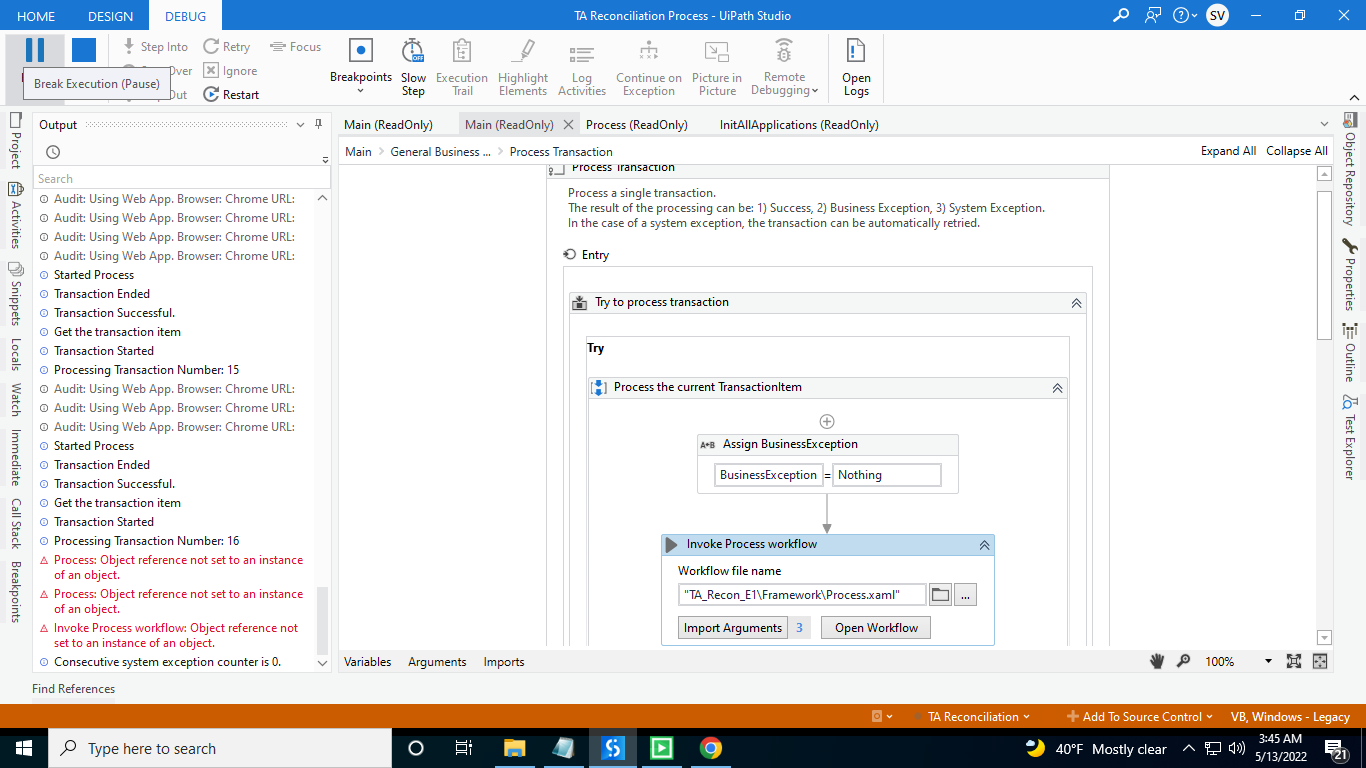 HOME
DESIGN
DEBUG
TA Reconciliation Process - UiPath Studio
SV
Step Into
Retry
Focus
Over
Ignore
Out
Restart
Break Execution (Pause)
Breakpoints
Slow
Step
OFF
Execution
Trail
Highlight
Elements
Log
Activities
Continue on
Exception
Picture in
Picture
Remote
Debugging
Open
Logs
Project
Activities
Snippets
Locals
Watch
Immediate
Call Stack
Breakpoints
Output
Search
Audit: Using Web App. Browser: Chrome URL:
Audit: Using Web App. Browser: Chrome URL:
Audit: Using Web App. Browser: Chrome URL:
Audit: Using Web App. Browser: Chrome URL:
Started Process
Transaction Ended
Transaction Successful.
Get the transaction item
Transaction Started
Processing Transaction Number: 15
Audit: Using Web App. Browser: Chrome URL:
Audit: Using Web App. Browser: Chrome URL:
Audit: Using Web App. Browser: Chrome URL:
Started Process
Transaction Ended
Transaction Successful.
Get the transaction item
Transaction Started
Processing Transaction Number: 16
Process: Object reference not set to an instance
of an object.
Process: Object reference not set to an instance
of an object.
Invoke Process workflow: Object reference not
set to an instance of an object.
Consecutive system exception counter is 0.
Find References
Main (ReadOnly)
Main (ReadOnly)
Process (ReadOnly)
InitAllApplications (ReadOnly)
Main > General Business ... > Process Transaction
Expand All
Collapse All
Process Transaction
Process a single transaction.
The result of the processing can be: 1) Success, 2) Business Exception, 3) System Exception.
In the case of a system exception, the transaction can be automatically retried.
Entry
Try to process transaction
Try
Process the current TransactionItem
A+B Assign BusinessException
BusinessException = Nothing
Invoke Process workflow
Workflow file name
"TA_Recon_E1\Framework\Process.xaml"
...
Import Arguments 3
Open Workflow
Variables
Arguments
Imports
100%
Object Repository
Properties
Outline
Test Explorer
TA Reconciliation
Add To Source Control
VB, Windows - Legacy
Type here to search
40°F Mostly clear
3:45 AM
5/13/2022
21